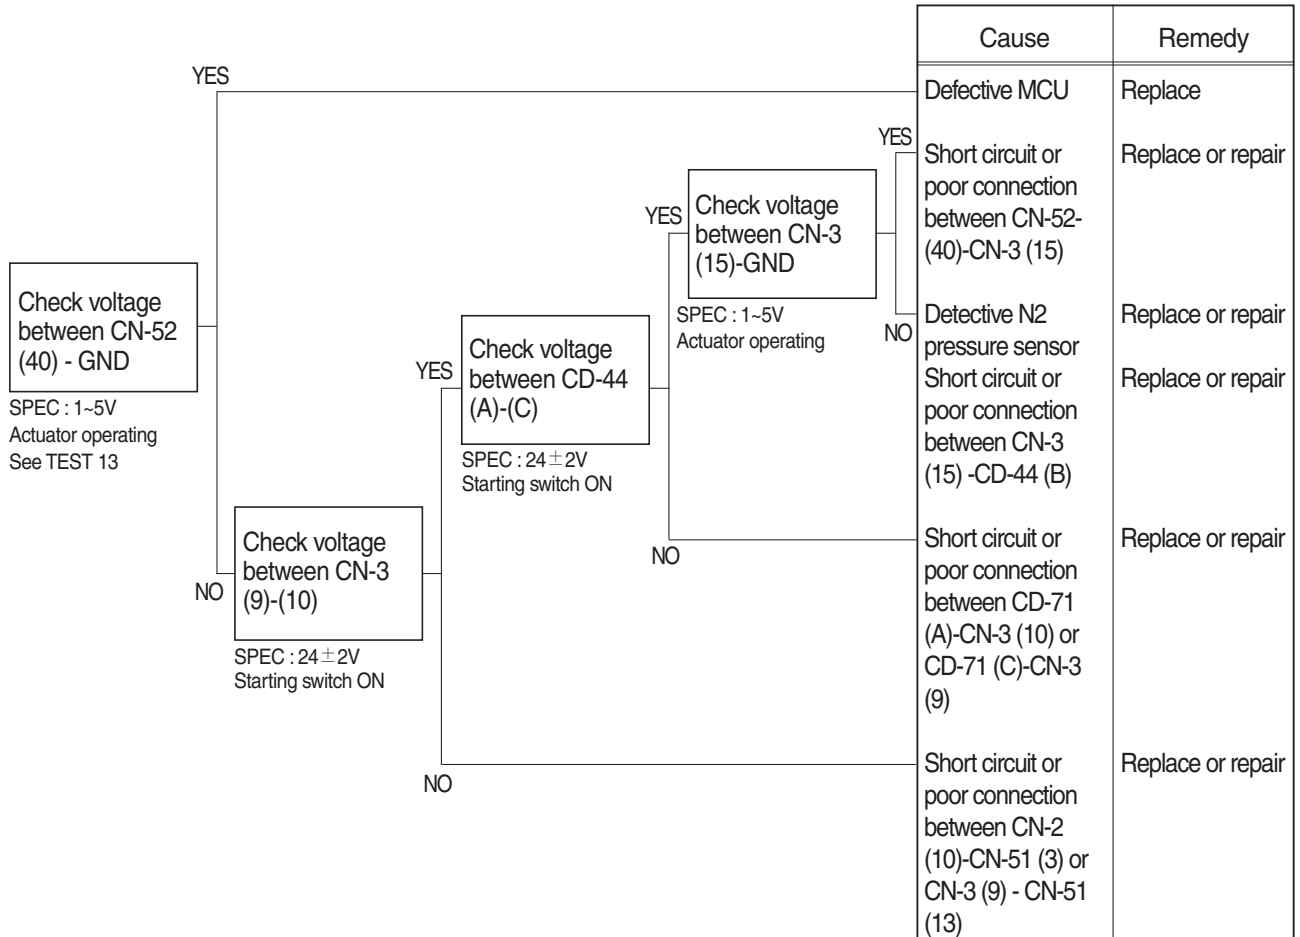 Cause
Remedy
YES
Defective MCU
Replace
YES
Short circuit or
poor connection
between CN-52-
(40)-CN-3 (15)
Replace or repair
YES
Check voltage
between CN-3
(15)-GND
SPEC : 1~5V
Actuator operating
NO
Detective N2
pressure sensor
Replace or repair
Short circuit or
poor connection
between CN-3
(15) -CD-44 (B)
Replace or repair
Check voltage
between CN-52
(40) - GND
SPEC : 1~5V
Actuator operating
See TEST 13
YES
Check voltage
between CD-44
(A)-(C)
SPEC : 24±2V
Starting switch ON
NO
Short circuit or
poor connection
between CD-71
(A)-CN-3 (10) or
CD-71 (C)-CN-3
(9)
Replace or repair
NO
Check voltage
between CN-3
(9)-(10)
SPEC : 24±2V
Starting switch ON
NO
Short circuit or
poor connection
between CN-2
(10)-CN-51 (3) or
CN-3 (9) - CN-51
(13)
Replace or repair